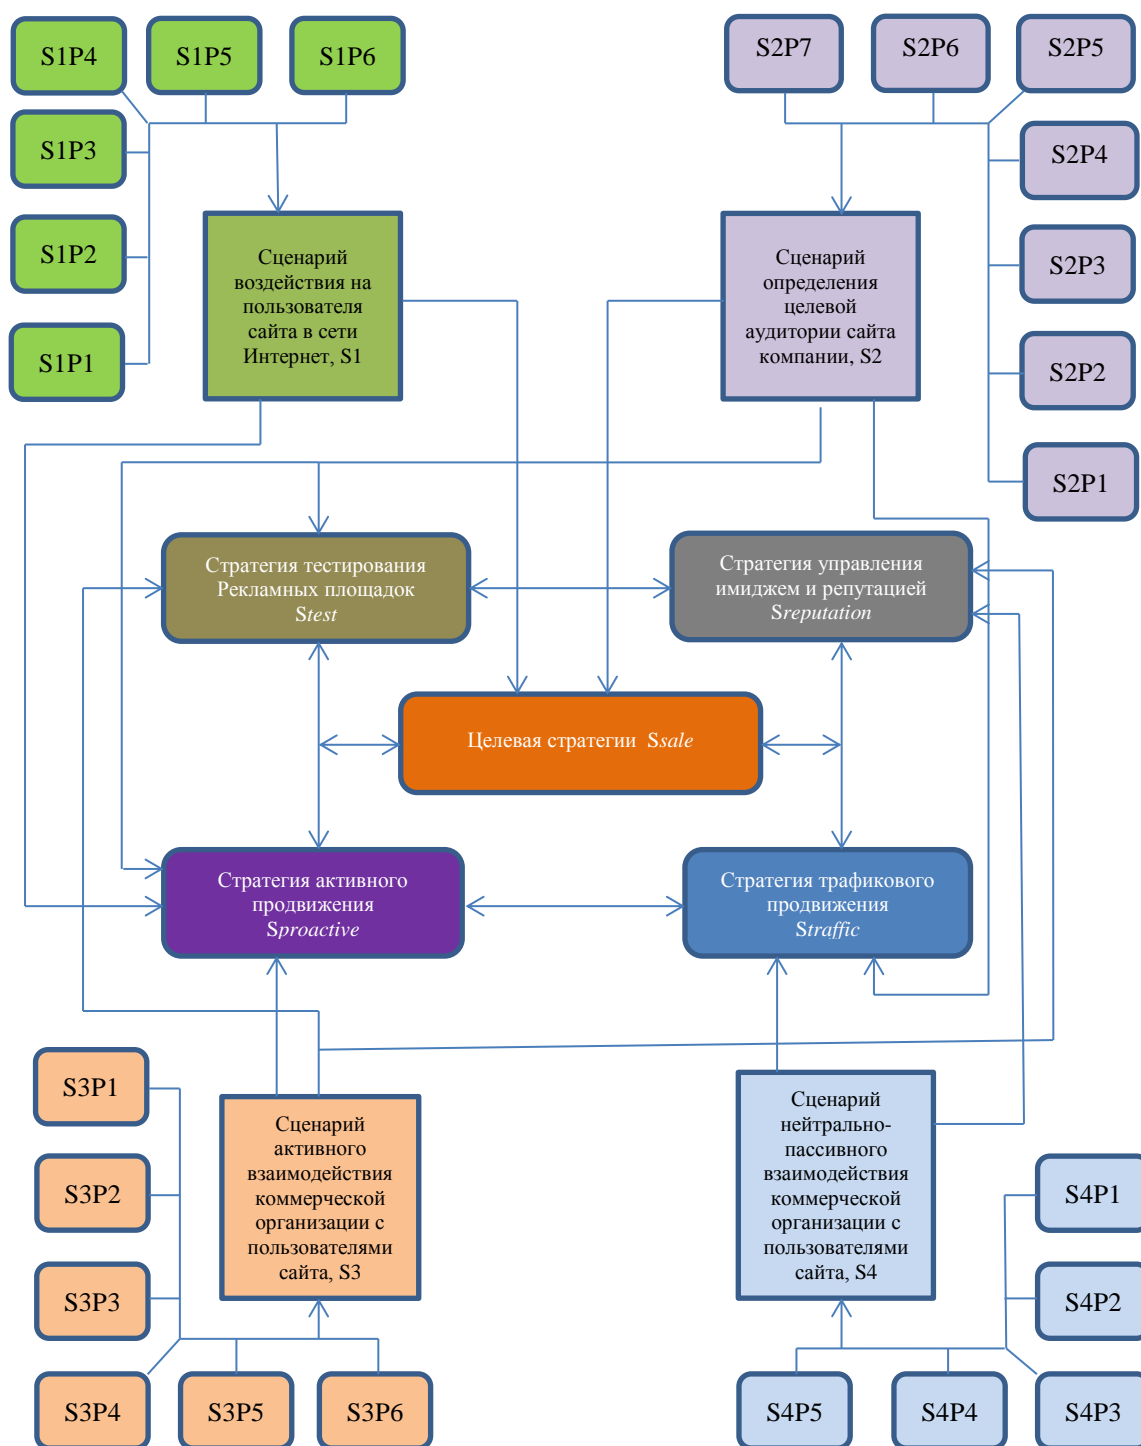 S1P4
S1P5
S1P6
S2P7
S2P6
S2P5
S1P3
S2P4
S1P2
S2P3
S1P1
S2P2
S2P1
Сценарий
воздействия на
пользователя
сайта в сети
Интернет, S1
Сценарий
определения
целевой
аудитории сайта
компании, S2
Стратегия тестирования
Рекламных площадок
Stest
Стратегия управления
имиджем и репутацией
Sreputation
Целевая стратегии Ssale
Стратегия активного
продвижения
Sproactive
Стратегия трафикового
продвижения
Straffic
S3P1
S3P2
S3P3
S3P4
S3P5
S3P6
Сценарий
активного
взаимодействия
коммерческой
организации с
пользователями
сайта, S3
Сценарий
нейтрально-
пассивного
взаимодействия
коммерческой
организации с
пользователями
сайта, S4
S4P1
S4P2
S4P5
S4P4
S4P3